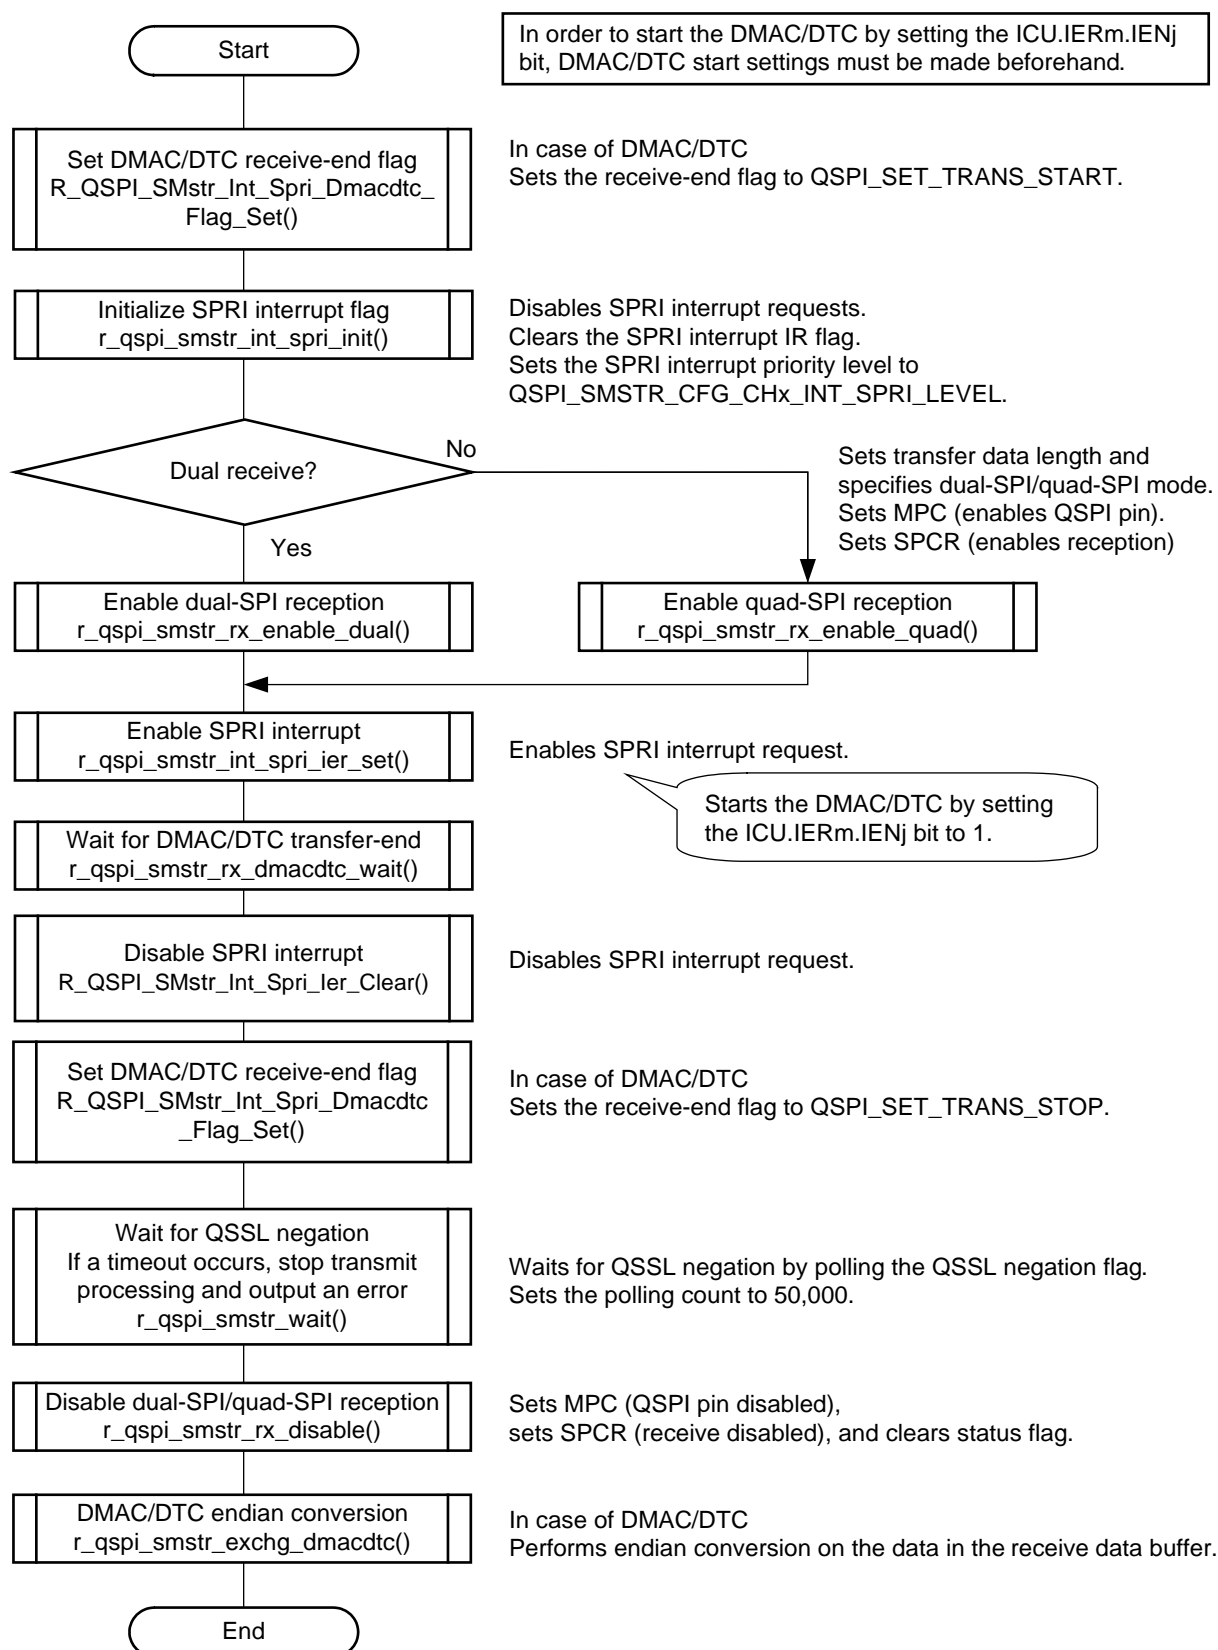 Start
In order to start the DMAC/DTC by setting the ICU.IERm.IENj
bit, DMAC/DTC start settings must be made beforehand.
Set DMAC/DTC receive-end flag
R_QSPI_SMstr_Int_Spri_Dmacdtc_
Flag_Set()
In case of DMAC/DTC
Sets the receive-end flag to QSPI_SET_TRANS_START.
Initialize SPRI interrupt flag
r_qspi_smstr_int_spri_init()
Disables SPRI interrupt requests.
Clears the SPRI interrupt IR flag.
Sets the SPRI interrupt priority level to
QSPI_SMSTR_CFG_CHx_INT_SPRI_LEVEL.
Dual receive?
No
Yes
Sets transfer data length and
specifies dual-SPI/quad-SPI mode.
Sets MPC (enables QSPI pin).
Sets SPCR (enables reception)
Enable dual-SPI reception
r_qspi_smstr_rx_enable_dual()
Enable quad-SPI reception
r_qspi_smstr_rx_enable_quad()
Enable SPRI interrupt
r_qspi_smstr_int_spri_ier_set()
Enables SPRI interrupt request.
Starts the DMAC/DTC by setting
the ICU.IERm.IENj bit to 1.
Wait for DMAC/DTC transfer-end
r_qspi_smstr_rx_dmacdtc_wait()
Disable SPRI interrupt
R_QSPI_SMstr_Int_Spri_Ier_Clear()
Disables SPRI interrupt request.
Set DMAC/DTC receive-end flag
R_QSPI_SMstr_Int_Spri_Dmacdtc
_Flag_Set()
In case of DMAC/DTC
Sets the receive-end flag to QSPI_SET_TRANS_STOP.
Wait for QSSL negation
If a timeout occurs, stop transmit
processing and output an error
r_qspi_smstr_wait()
Waits for QSSL negation by polling the QSSL negation flag.
Sets the polling count to 50,000.
Disable dual-SPI/quad-SPI reception
r_qspi_smstr_rx_disable()
Sets MPC (QSPI pin disabled),
sets SPCR (receive disabled), and clears status flag.
DMAC/DTC endian conversion
r_qspi_smstr_exchg_dmacdtc()
In case of DMAC/DTC
Performs endian conversion on the data in the receive data buffer.
End